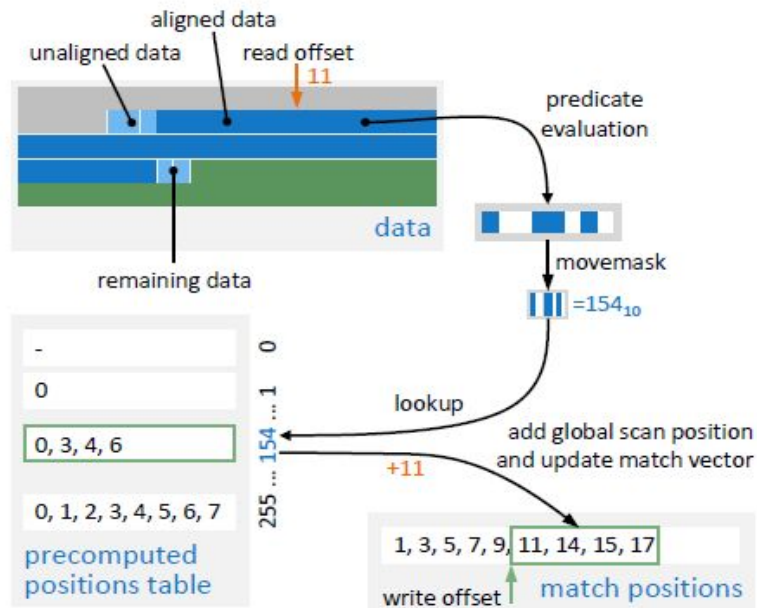 aligned data
unaligned data
read offset
11
predicate
evaluation
data
remaining data
movemask
=154₁₀
-
0
0, 3, 4, 6
0, 1, 2, 3, 4, 5, 6, 7
0
... 1
154
255 ...
precomputed
positions table
lookup
+11
add global scan position
and update match vector
1, 3, 5, 7, 9, 11, 14, 15, 17
write offset
match positions